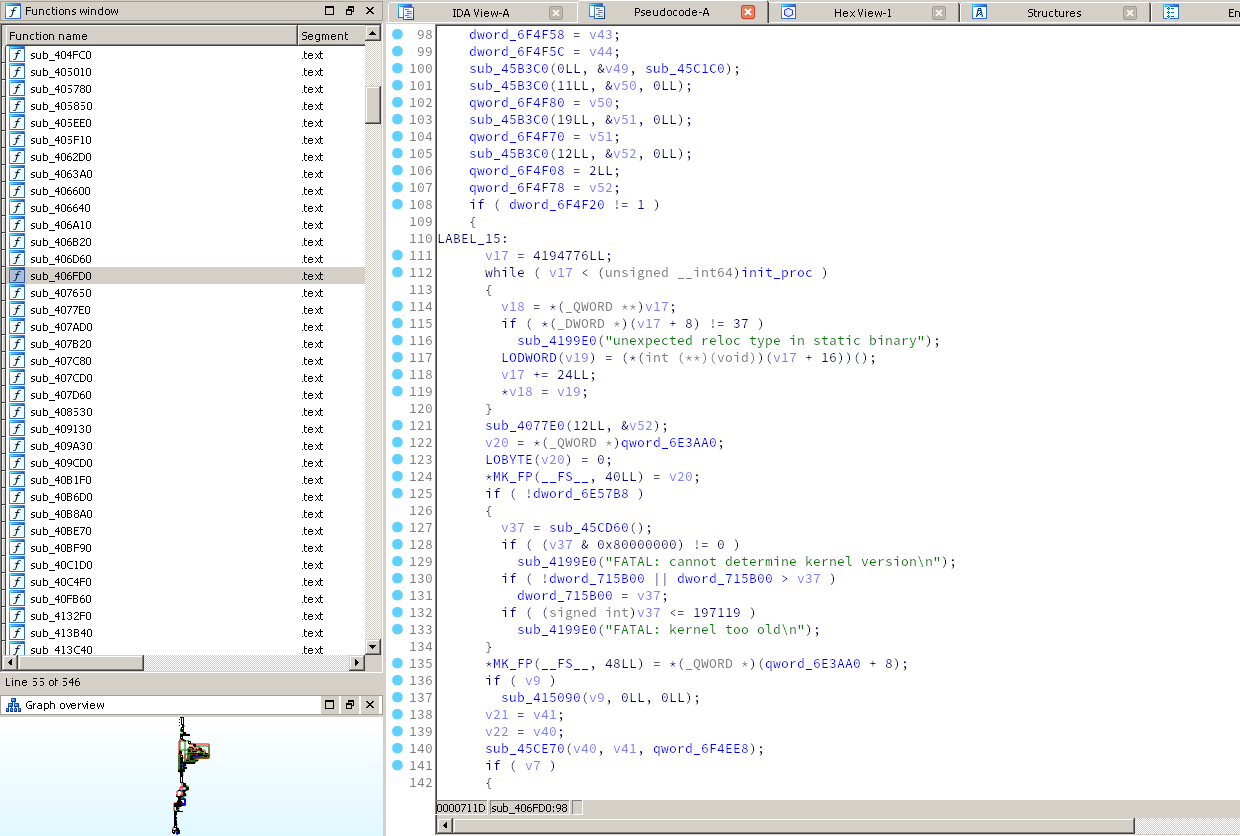 Functions window
Function name Segment
sub_404FC0 .text
sub_405010 .text
sub_405780 .text
sub_405850 .text
sub_405EE0 .text
sub_405F10 .text
sub_4062D0 .text
sub_4063A0 .text
sub_406600 .text
sub_406640 .text
sub_406A10 .text
sub_406B20 .text
sub_406D60 .text
sub_406FD0 .text
sub_407650 .text
sub_4077E0 .text
sub_407AD0 .text
sub_407B20 .text
sub_407C80 .text
sub_407CD0 .text
sub_407D60 .text
sub_408530 .text
sub_409130 .text
sub_409A30 .text
sub_409CD0 .text
sub_40B1F0 .text
sub_40B6D0 .text
sub_40B8A0 .text
sub_40BE70 .text
sub_40BF90 .text
sub_40C1D0 .text
sub_40C4F0 .text
sub_40FB60 .text
sub_4132F0 .text
sub_413B40 .text
sub_413C40 .text
Line 55 of 546
Graph overview
IDA View-A Pseudocode-A Hex View-1 Structures En
98 dword_6F4F58 = v43;
99 dword_6F4F5C = v44;
100 sub_45B3C0(0LL, &v49, sub_45C1C0);
101 sub_45B3C0(11LL, &v50, 0LL);
102 qword_6F4F80 = v50;
103 sub_45B3C0(19LL, &v51, 0LL);
104 qword_6F4F70 = v51;
105 sub_45B3C0(12LL, &v52, 0LL);
106 qword_6F4F08 = 2LL;
107 qword_6F4F78 = v52;
108 if ( dword_6F4F20 != 1 )
109 {
110 LABEL_15:
111 v17 = 4194776LL;
112 while ( v17 < (unsigned __int64)init_proc )
113 {
114 v18 = *(_QWORD **)v17;
115 if ( *(_DWORD *)(v17 + 8) != 37 )
116 sub_4199E0("unexpected reloc type in static binary");
117 LODWORD(v19) = (*(int (**)(void))(v17 + 16))();
118 v17 += 24LL;
119 *v18 = v19;
120 }
121 sub_4077E0(12LL, &v52);
122 v20 = *(_QWORD *)qword_6E3AA0;
123 LOBYTE(v20) = 0;
124 *MK_FP(__FS__, 40LL) = v20;
125 if ( !dword_6E57B8 )
126 {
127 v37 = sub_45CD60();
128 if ( (v37 & 0x80000000) != 0 )
129 sub_4199E0("FATAL: cannot determine kernel version\n");
130 if ( !dword_715B00 || dword_715B00 > v37 )
131 dword_715B00 = v37;
132 if ( (signed int)v37 <= 197119 )
133 sub_4199E0("FATAL: kernel too old\n");
134 }
135 *MK_FP(__FS__, 48LL) = *(_QWORD *)(qword_6E3AA0 + 8);
136 if ( v9 )
137 sub_415090(v9, 0LL, 0LL);
138 v21 = v41;
139 v22 = v40;
140 sub_45CE70(v40, v41, qword_6F4EE8);
141 if ( v7 )
142 {
0000711D sub_406FD0:98